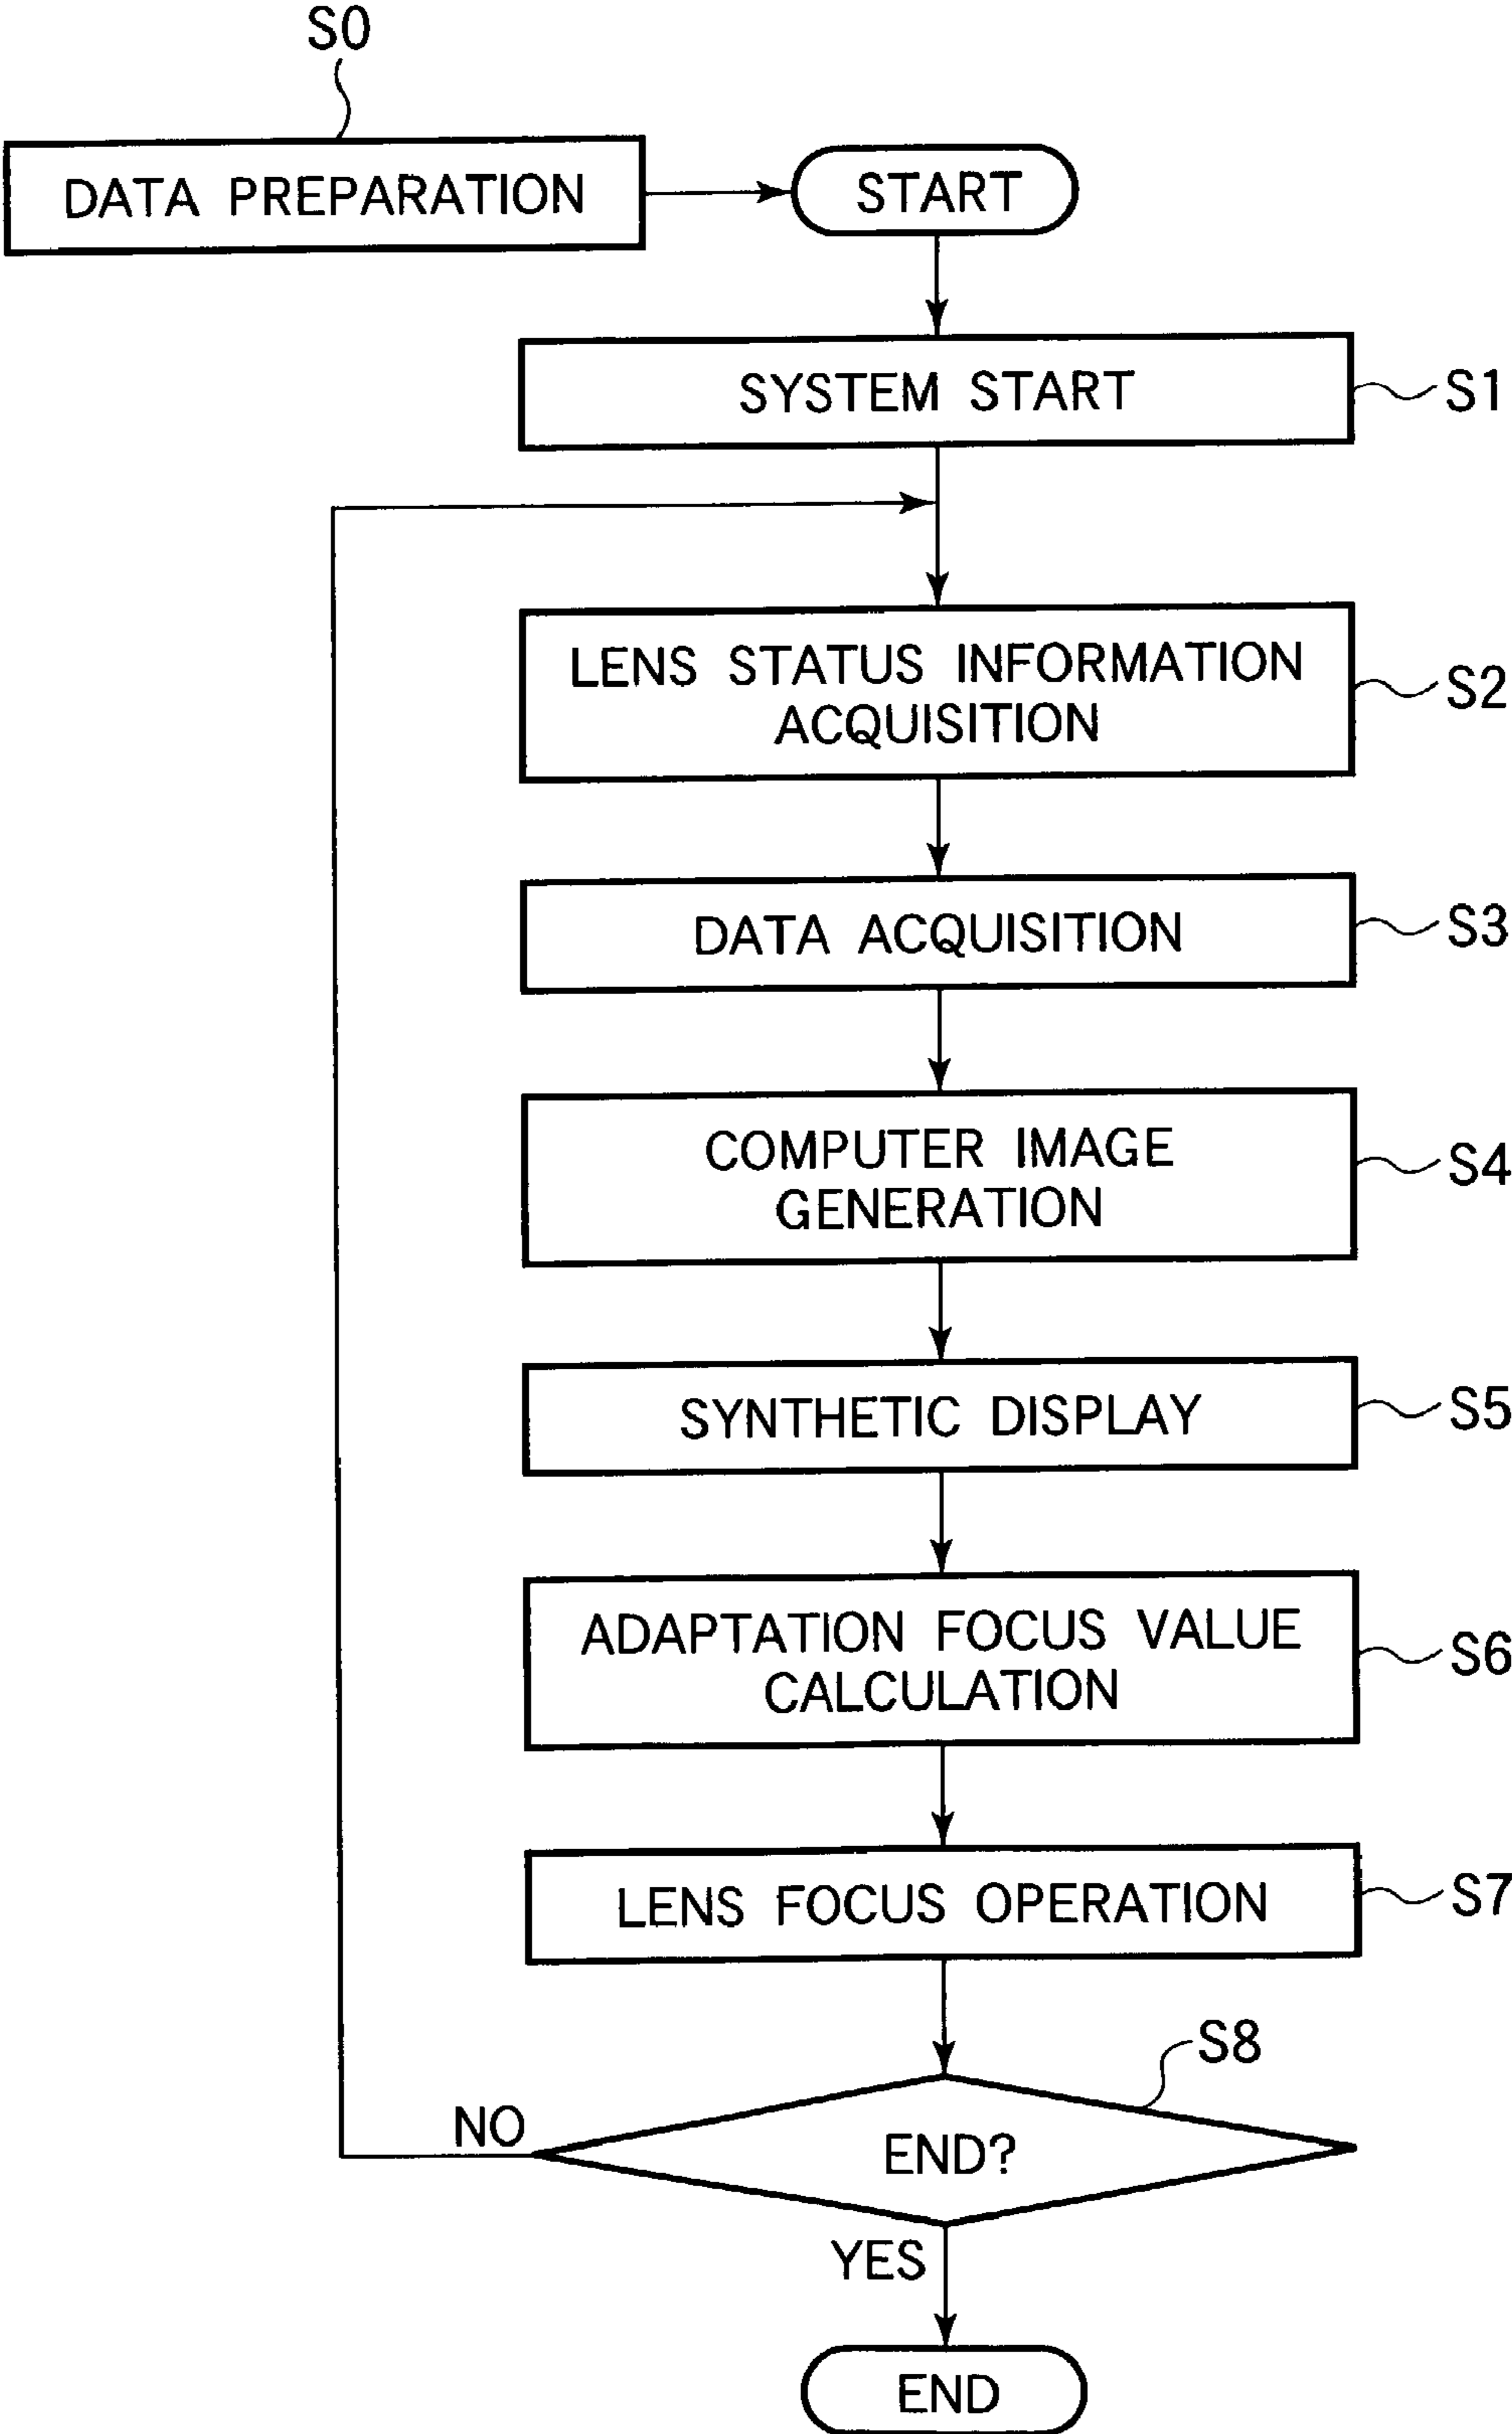 S0
DATA PREPARATION
START
SYSTEM START
S1
LENS STATUS INFORMATION
ACQUISITION
S2
DATA ACQUISITION
S3
COMPUTER IMAGE
GENERATION
S4
SYNTHETIC DISPLAY
S5
ADAPTATION FOCUS VALUE
CALCULATION
S6
LENS FOCUS OPERATION
S7
S8
NO
END?
YES
END